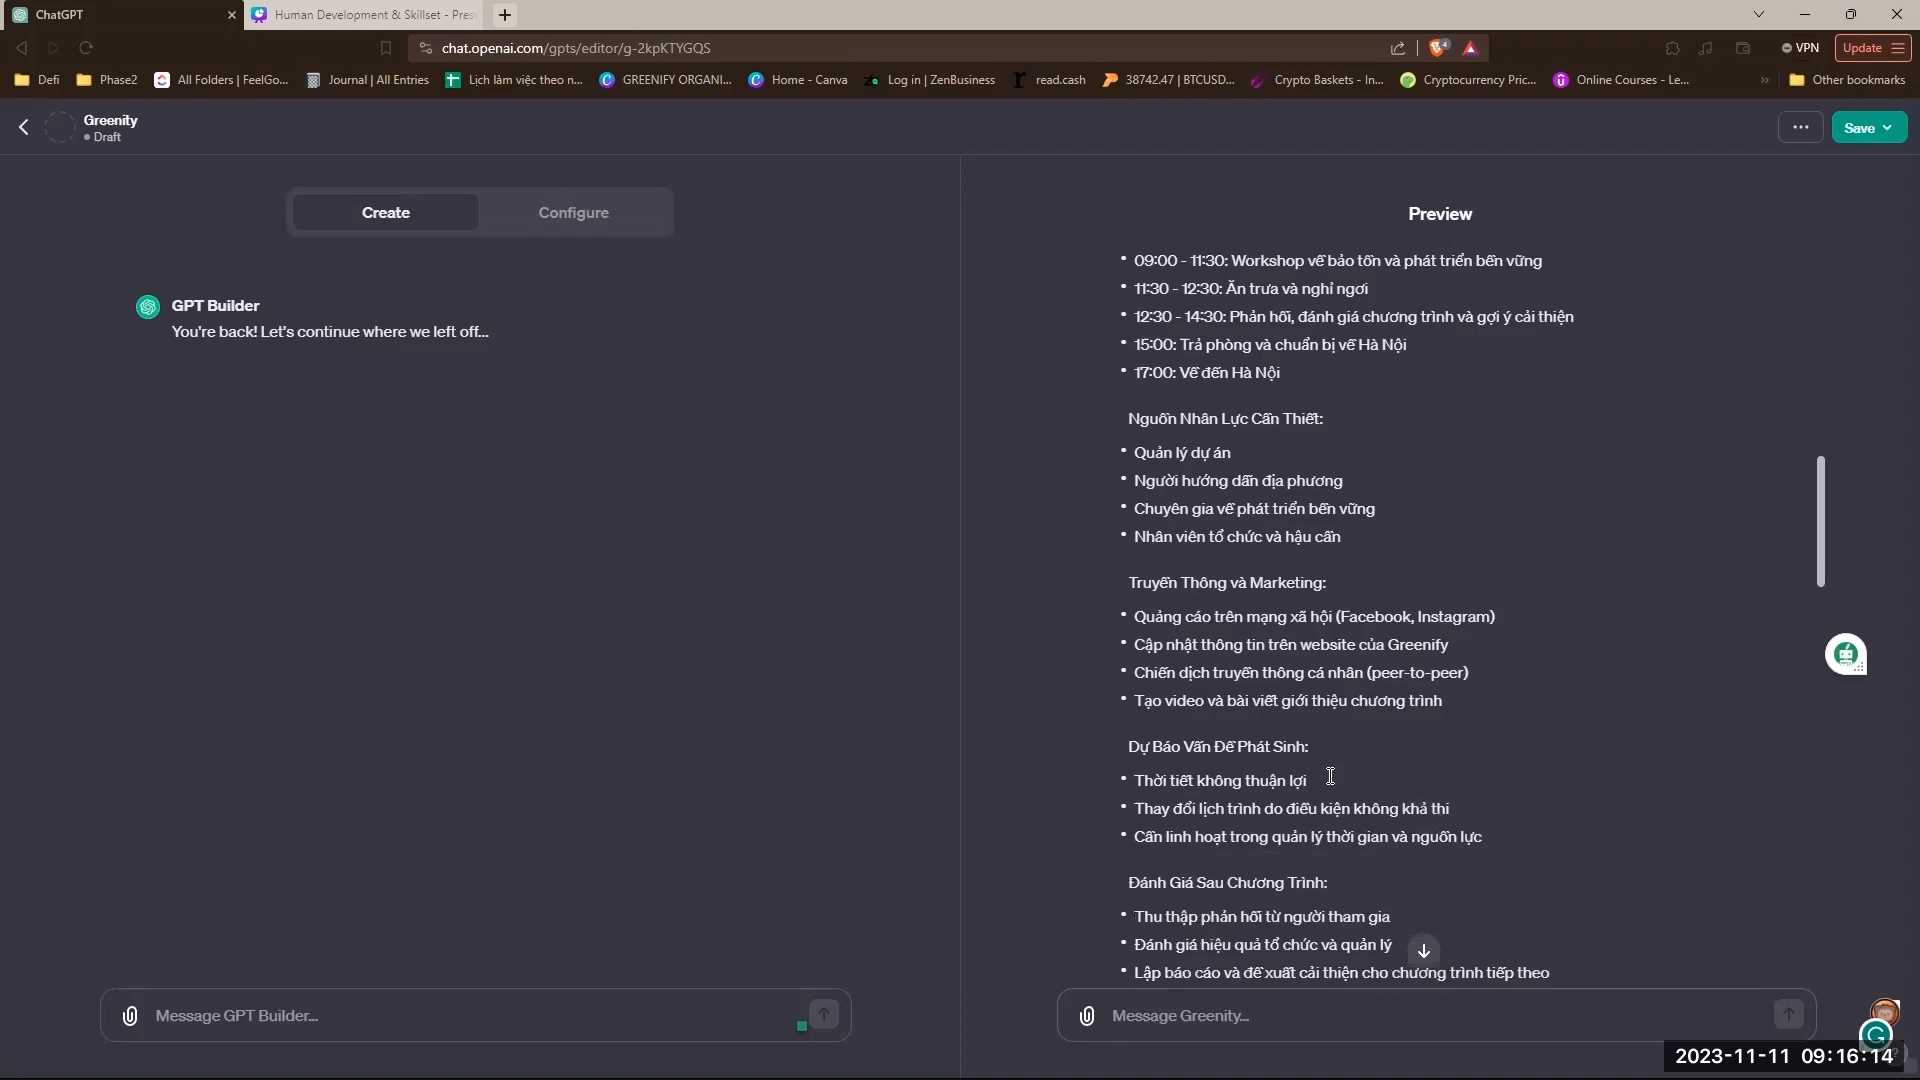 ChatGPT
Human Development & Skillset - Pres
chat.openai.com/gpts/editor/g-2kpKTYGQS
4
VPN
Update
Defi
Phase2
All Folders | FeelGo...
Journal | All Entries
Lịch làm việc theo n...
GREENIFY ORGANI...
Home - Canva
Log in | ZenBusiness
read.cash
38742.47 | BTCUSD...
Crypto Baskets - In...
Cryptocurrency Pric...
Online Courses - Le...
Other bookmarks
Greenity
Draft
Save
Create
Configure
GPT Builder
You're back! Let's continue where we left off...
Message GPT Builder...
Preview
• 09:00 - 11:30: Workshop về bảo tồn và phát triển bền vững
• 11:30 - 12:30: Ăn trưa và nghỉ ngơi
• 12:30 - 14:30: Phản hồi, đánh giá chương trình và gợi ý cải thiện
• 15:00: Trả phòng và chuẩn bị về Hà Nội
• 17:00: Về đến Hà Nội
Nguồn Nhân Lực Cần Thiết:
• Quản lý dự án
• Người hướng dẫn địa phương
• Chuyên gia về phát triển bền vững
• Nhân viên tổ chức và hậu cần
Truyền Thông và Marketing:
• Quảng cáo trên mạng xã hội (Facebook, Instagram)
• Cập nhật thông tin trên website của Greenify
• Chiến dịch truyền thông cá nhân (peer-to-peer)
• Tạo video và bài viết giới thiệu chương trình
Dự Báo Vấn Đề Phát Sinh:
• Thời tiết không thuận lợi
• Thay đổi lịch trình do điều kiện không khả thi
• Cần linh hoạt trong quản lý thời gian và nguồn lực
Đánh Giá Sau Chương Trình:
• Thu thập phản hồi từ người tham gia
• Đánh giá hiệu quả tổ chức và quản lý
• Lập báo cáo và đề xuất cải thiện cho chương trình tiếp theo
Message Greenity...
2023-11-11 09:16:14